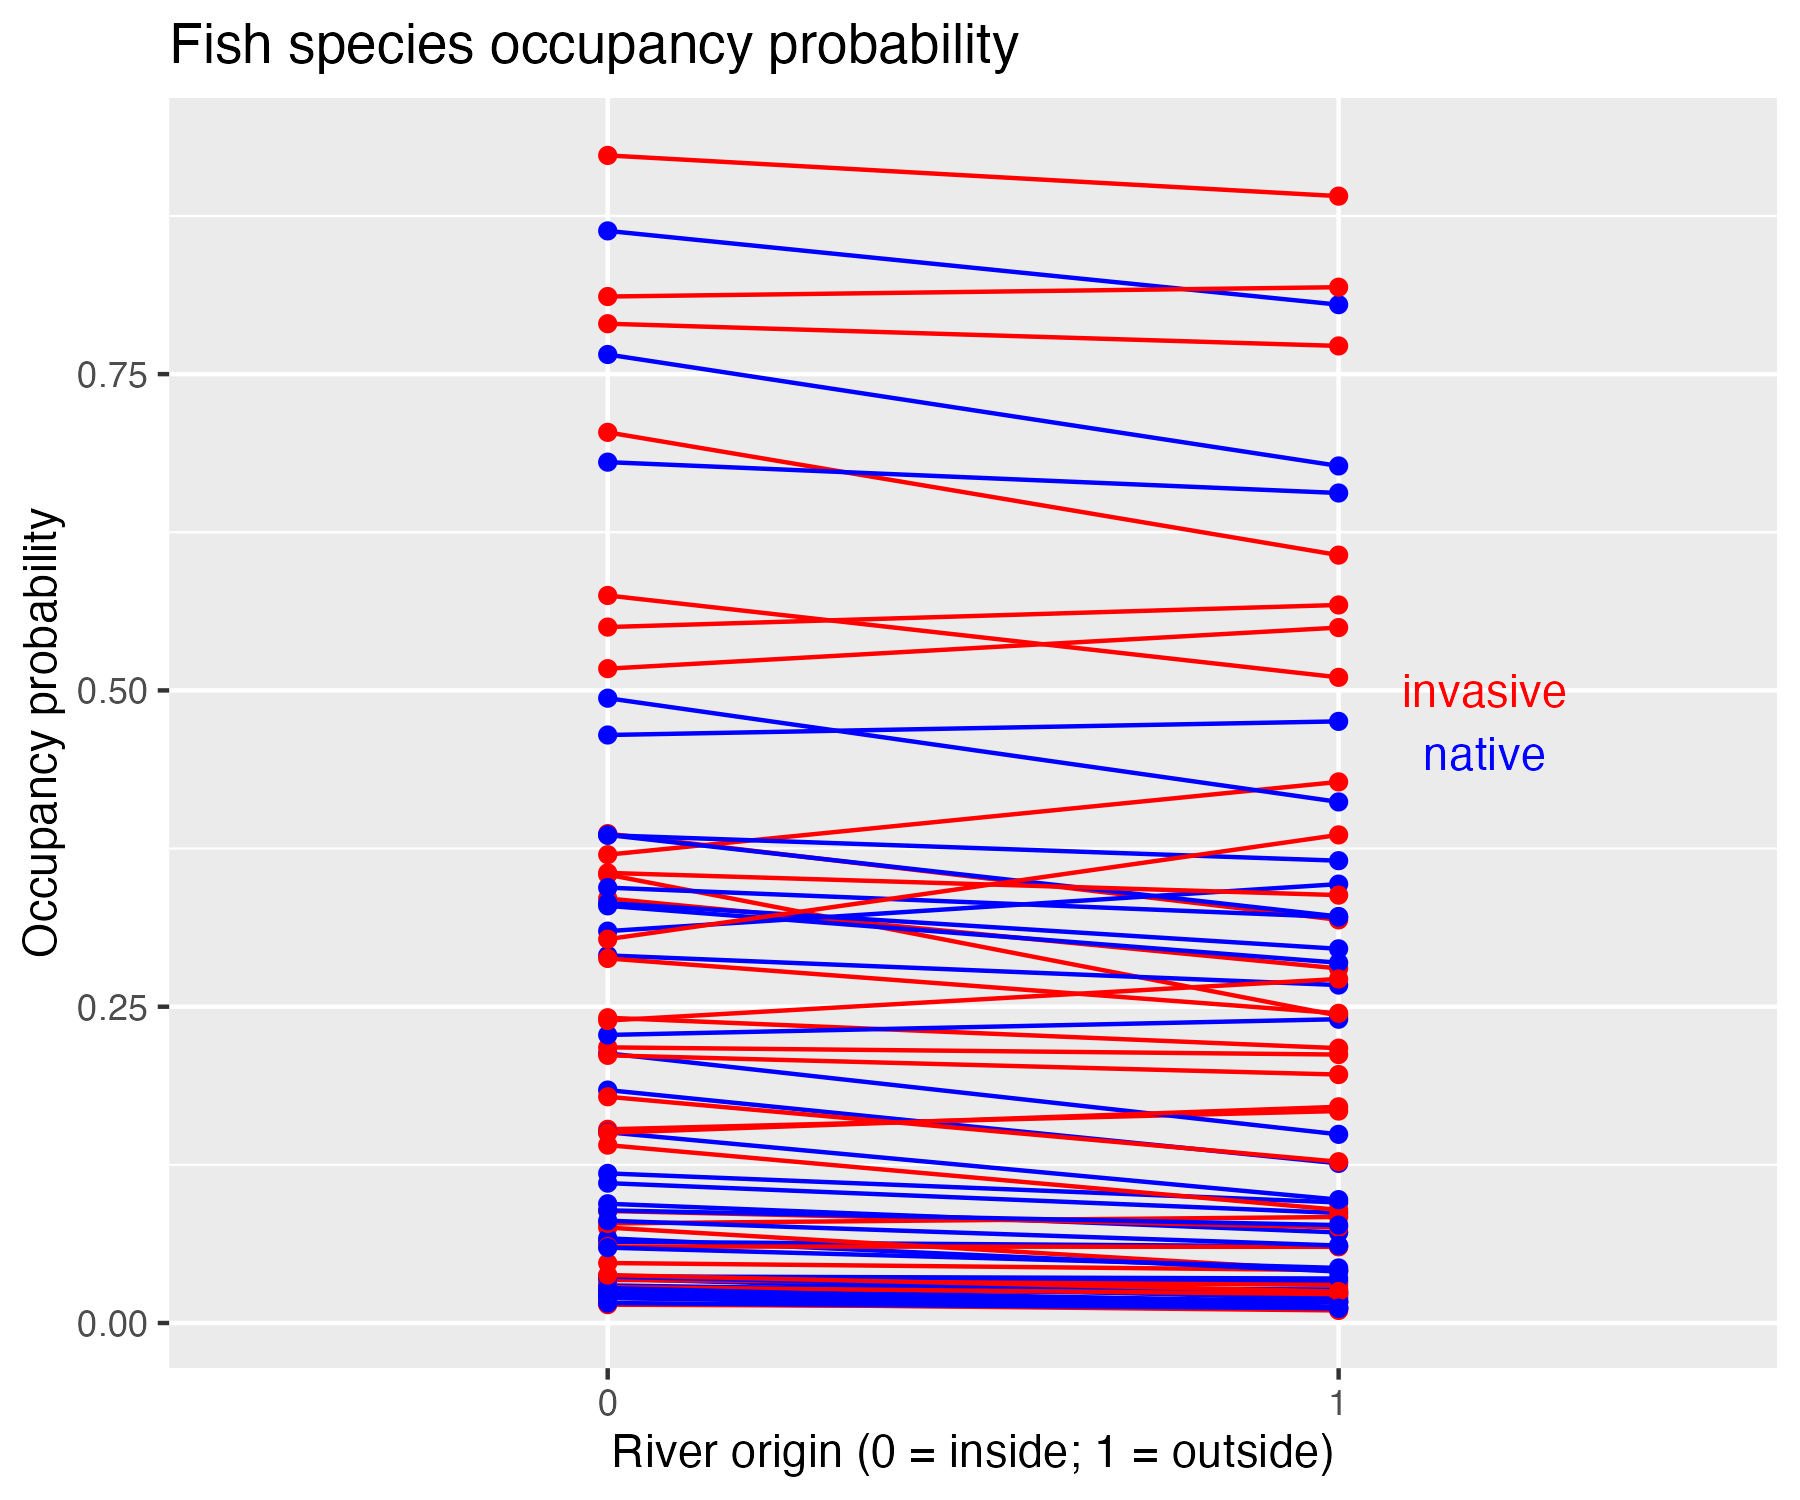 Fish species occupancy probability
Occupancy probability
0.75
0.50
0.25
0.00
invasive
native
0
1
River origin (0 = inside; 1 = outside)